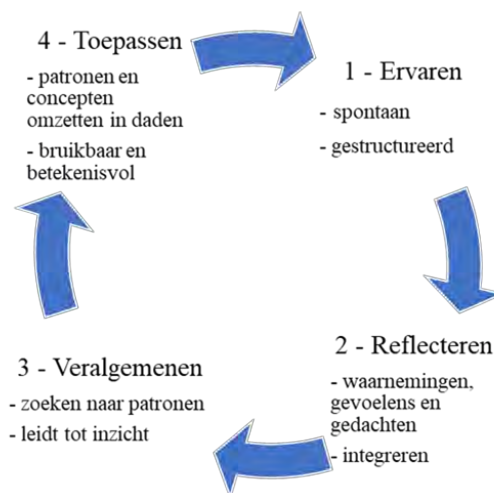 4 - Toepassen
- patronen en
concepten
omzetten in daden
- bruikbaar en
betekenisvol
1 - Ervaren
- spontaan
- gestructureerd
2 - Reflecteren
- waarnemingen,
gevoelens en
gedachten
- integreren
3 - Veralgemenen
- zoeken naar patronen
- leidt tot inzicht